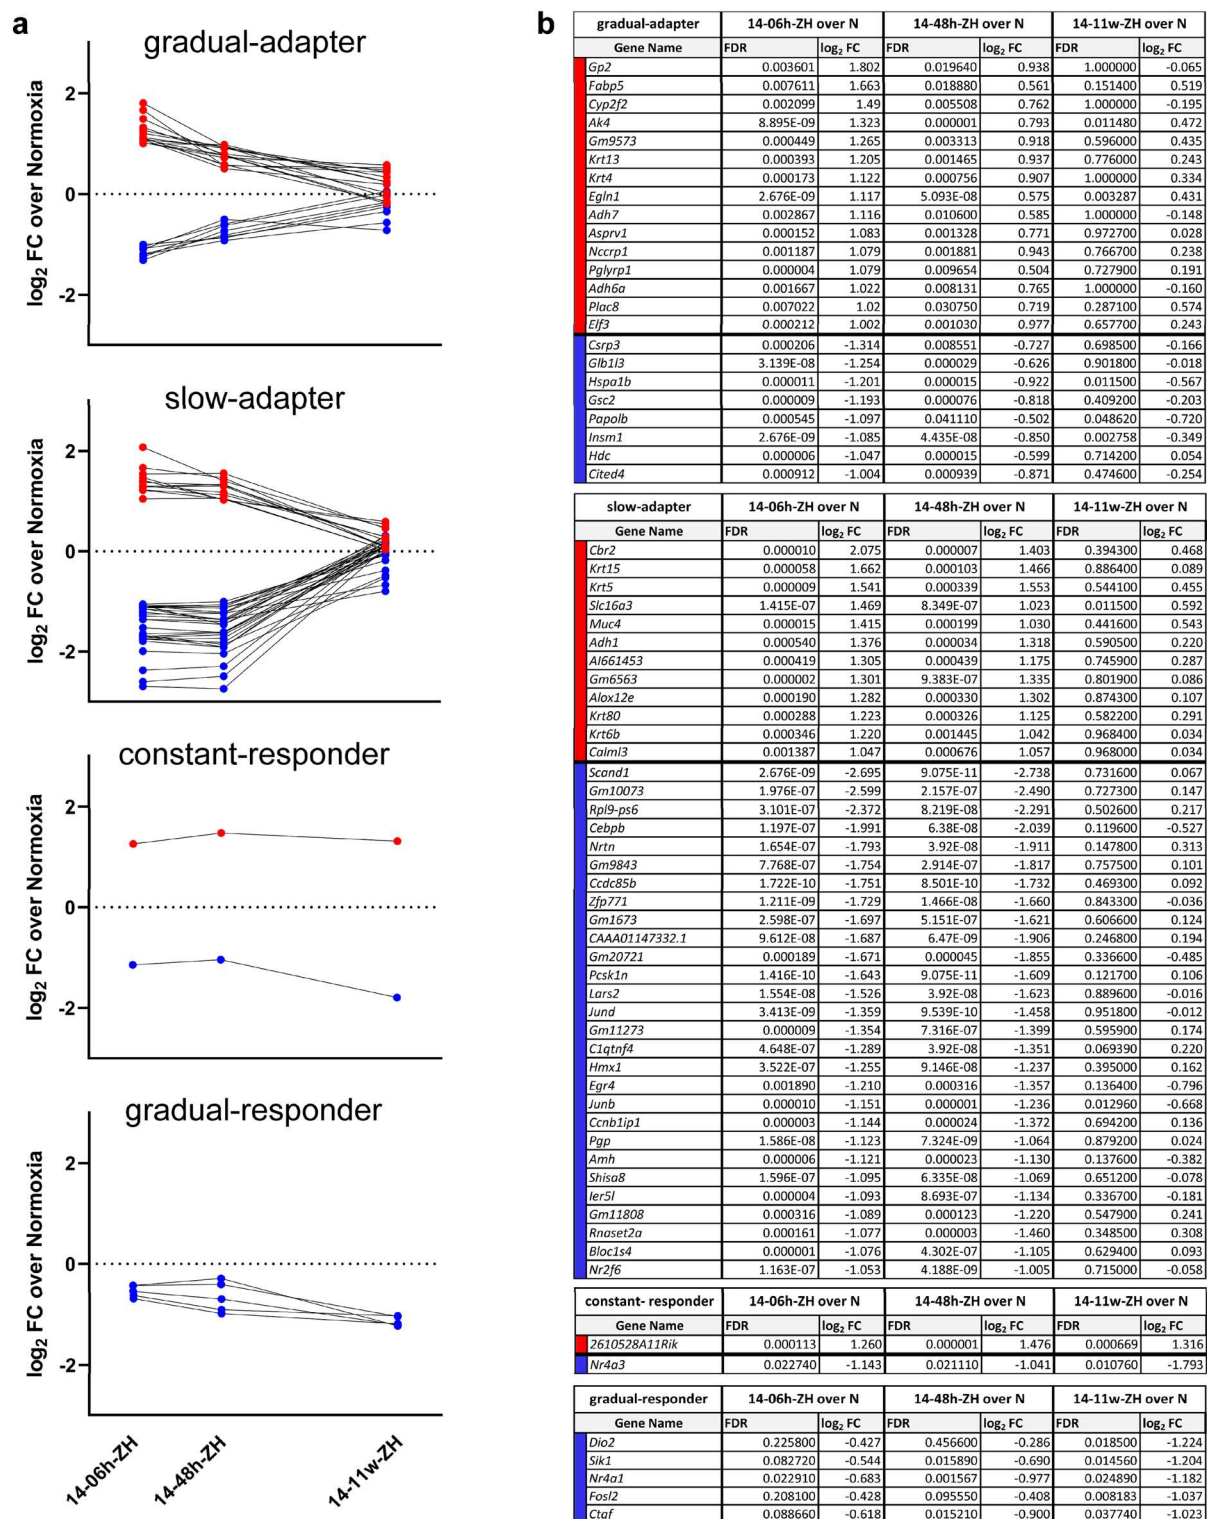 a
gradual-adapter
log2 FC over Normoxia
2
0
-2
slow-adapter
log2 FC over Normoxia
2
0
-2
constant-responder
log2 FC over Normoxia
2
0
-2
gradual-responder
log2 FC over Normoxia
2
0
-2
14-06h-ZH 14-48h-ZH 14-11w-ZH
b
gradual-adapter 14-06h-ZH over N 14-48h-ZH over N 14-11w-ZH over N
Gene Name FDR log2 FC FDR log2 FC FDR log2 FC
Gp2 0.003601 1.802 0.019640 0.938 1.000000 -0.065
Fabp5 0.007611 1.663 0.018880 0.561 0.151400 0.519
Cyp2f2 0.002099 1.49 0.005508 0.762 1.000000 -0.195
Ak4 8.895E-09 1.323 0.000001 0.793 0.011480 0.472
Gm9573 0.000449 1.265 0.003313 0.918 0.596000 0.435
Krt13 0.000393 1.205 0.001465 0.937 0.776000 0.243
Krt4 0.000173 1.122 0.000756 0.907 1.000000 0.334
Egln1 2.676E-09 1.117 5.093E-08 0.575 0.003287 0.431
Adh7 0.002867 1.116 0.010600 0.585 1.000000 -0.148
Asprv1 0.000152 1.083 0.001328 0.771 0.972700 0.028
Nccrp1 0.001187 1.079 0.001881 0.943 0.766700 0.238
Pglyrp1 0.000004 1.079 0.009654 0.504 0.727900 0.191
Adh6a 0.001667 1.022 0.008131 0.765 1.000000 -0.160
Plac8 0.007022 1.02 0.030750 0.719 0.287100 0.574
Elf3 0.000212 1.002 0.001030 0.977 0.657700 0.243
Csrp3 0.000206 -1.314 0.008551 -0.727 0.698500 -0.166
Glb1l3 3.139E-08 -1.254 0.000029 -0.626 0.901800 -0.018
Hspa1b 0.000011 -1.201 0.000015 -0.922 0.011500 -0.567
Gsc2 0.000009 -1.193 0.000076 -0.818 0.409200 -0.203
Papolb 0.000545 -1.097 0.041110 -0.502 0.048620 -0.720
Insm1 2.676E-09 -1.085 4.435E-08 -0.850 0.002758 -0.349
Hdc 0.000006 -1.047 0.000015 -0.599 0.714200 0.054
Cited4 0.000912 -1.004 0.000939 -0.871 0.474600 -0.254
slow-adapter 14-06h-ZH over N 14-48h-ZH over N 14-11w-ZH over N
Gene Name FDR log2 FC FDR log2 FC FDR log2 FC
Cbr2 0.000010 2.075 0.000007 1.403 0.394300 0.468
Krt15 0.000058 1.662 0.000103 1.466 0.886400 0.089
Krt5 0.000009 1.541 0.000339 1.553 0.544100 0.455
Slc16a3 1.415E-07 1.469 8.349E-07 1.023 0.011500 0.592
Muc4 0.000015 1.415 0.000199 1.030 0.441600 0.543
Adh1 0.000540 1.376 0.000034 1.318 0.590500 0.220
AI661453 0.000419 1.305 0.000439 1.175 0.745900 0.287
Gm6563 0.000002 1.301 9.383E-07 1.335 0.801900 0.086
Alox12e 0.000190 1.282 0.000330 1.302 0.874300 0.107
Krt80 0.000288 1.223 0.000326 1.125 0.582200 0.291
Krt6b 0.000346 1.220 0.001445 1.042 0.968400 0.034
Calml3 0.001387 1.047 0.000676 1.057 0.968000 0.034
Scand1 2.676E-09 -2.695 9.075E-11 -2.738 0.731600 0.067
Gm10073 1.976E-07 -2.599 2.157E-07 -2.490 0.727300 0.147
Rpl9-ps6 3.101E-07 -2.372 8.219E-08 -2.291 0.502600 0.217
Cebpb 1.197E-07 -1.991 6.38E-08 -2.039 0.119600 -0.527
Nrtn 1.654E-07 -1.793 3.92E-08 -1.911 0.147800 0.313
Gm9843 7.768E-07 -1.754 2.914E-07 -1.817 0.757500 0.101
Ccdc85b 1.722E-10 -1.751 8.501E-10 -1.732 0.469300 0.092
Zfp771 1.211E-09 -1.729 1.466E-08 -1.660 0.843300 -0.036
Gm1673 2.598E-07 -1.697 5.151E-07 -1.621 0.606600 0.124
CAAA01147332.1 9.612E-08 -1.687 6.47E-09 -1.906 0.246800 0.194
Gm20721 0.000189 -1.671 0.000045 -1.855 0.336600 -0.485
Pcsk1n 1.416E-10 -1.643 9.075E-11 -1.609 0.121700 0.106
Lars2 1.554E-08 -1.526 3.92E-08 -1.623 0.889600 -0.016
Jund 3.413E-09 -1.359 9.539E-10 -1.458 0.951800 -0.012
Gm11273 0.000009 -1.354 7.316E-07 -1.399 0.595900 0.174
C1qtnf4 4.648E-07 -1.289 3.92E-08 -1.351 0.069390 0.220
Hmx1 3.522E-07 -1.255 9.146E-08 -1.237 0.395000 0.162
Egr4 0.001890 -1.210 0.000316 -1.357 0.136400 -0.796
Junb 0.000010 -1.151 0.000001 -1.236 0.012960 -0.668
Ccnb1ip1 0.000003 -1.144 0.000024 -1.372 0.694200 0.136
Pgp 1.586E-08 -1.123 7.324E-09 -1.064 0.879200 0.024
Amh 0.000006 -1.121 0.000023 -1.130 0.137600 -0.382
Shisa8 1.596E-07 -1.095 6.335E-08 -1.069 0.651200 -0.078
Ier5l 0.000004 -1.093 8.693E-07 -1.134 0.336700 -0.181
Gm11808 0.000316 -1.089 0.000123 -1.220 0.547900 0.241
Rnaset2a 0.000161 -1.077 0.000003 -1.460 0.348500 0.308
Bloc1s4 0.000001 -1.076 4.302E-07 -1.105 0.629400 0.093
Nr2f6 1.163E-07 -1.053 4.188E-09 -1.005 0.715000 -0.058
constant- responder 14-06h-ZH over N 14-48h-ZH over N 14-11w-ZH over N
Gene Name FDR log2 FC FDR log2 FC FDR log2 FC
2610528A11Rik 0.000113 1.260 0.000001 1.476 0.000669 1.316
Nr4a3 0.022740 -1.143 0.021110 -1.041 0.010760 -1.793
gradual-responder 14-06h-ZH over N 14-48h-ZH over N 14-11w-ZH over N
Gene Name FDR log2 FC FDR log2 FC FDR log2 FC
Dio2 0.225800 -0.427 0.456600 -0.286 0.018500 -1.224
Sik1 0.082720 -0.544 0.015890 -0.690 0.014560 -1.204
Nr4a1 0.022910 -0.683 0.001567 -0.977 0.024890 -1.182
Fosl2 0.208100 -0.428 0.095550 -0.408 0.008183 -1.037
Ctgf 0.088660 -0.618 0.015210 -0.900 0.037740 -1.023